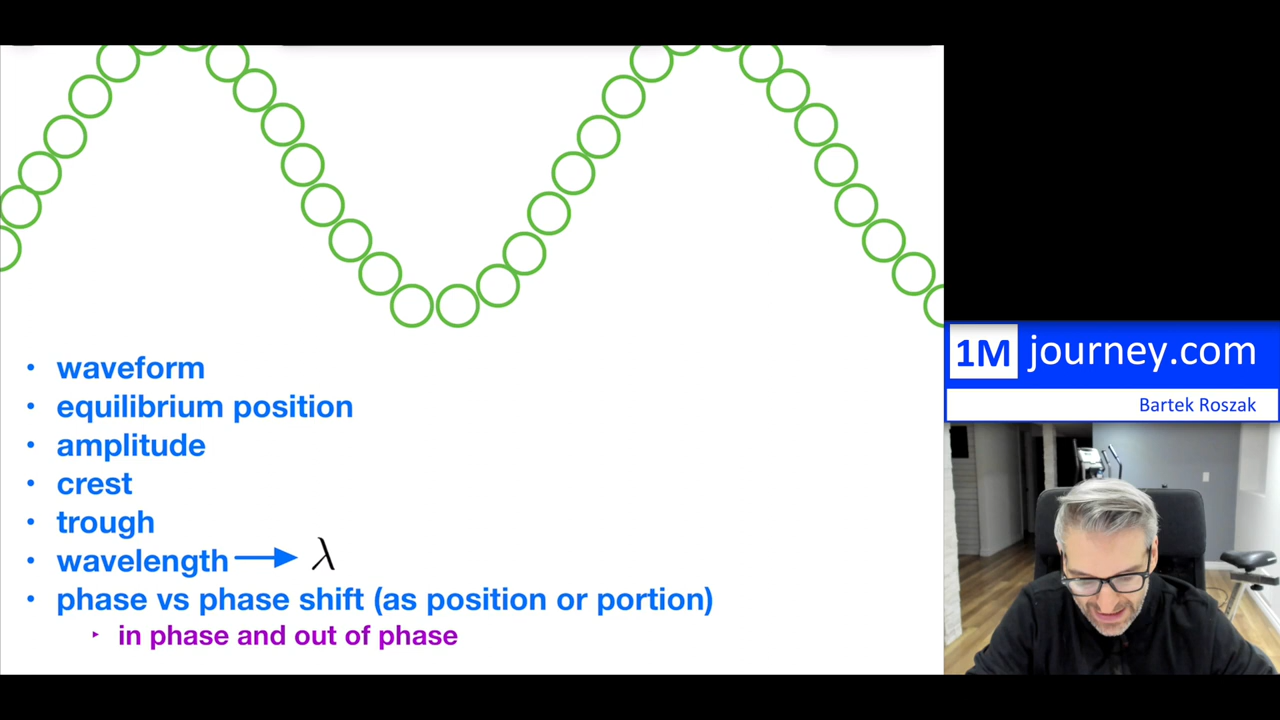 • waveform
• equilibrium position
• amplitude
• crest
• trough
• wavelength → λ
• phase vs phase shift (as position or portion)
‣ in phase and out of phase
1M journey.com
Bartek Roszak